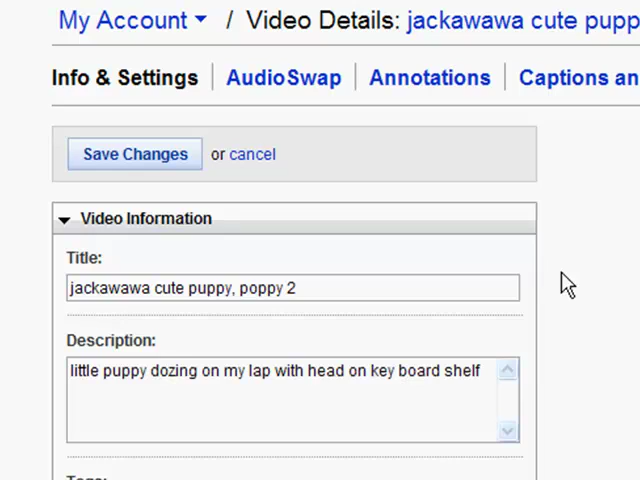 My Account / Video Details: jackawawa cute pupp
Info & Settings AudioSwap Annotations Captions an
Save Changes or cancel
Video Information
Title:
jackawawa cute puppy, poppy 2
Description:
little puppy dozing on my lap with head on key board shelf
Tags: